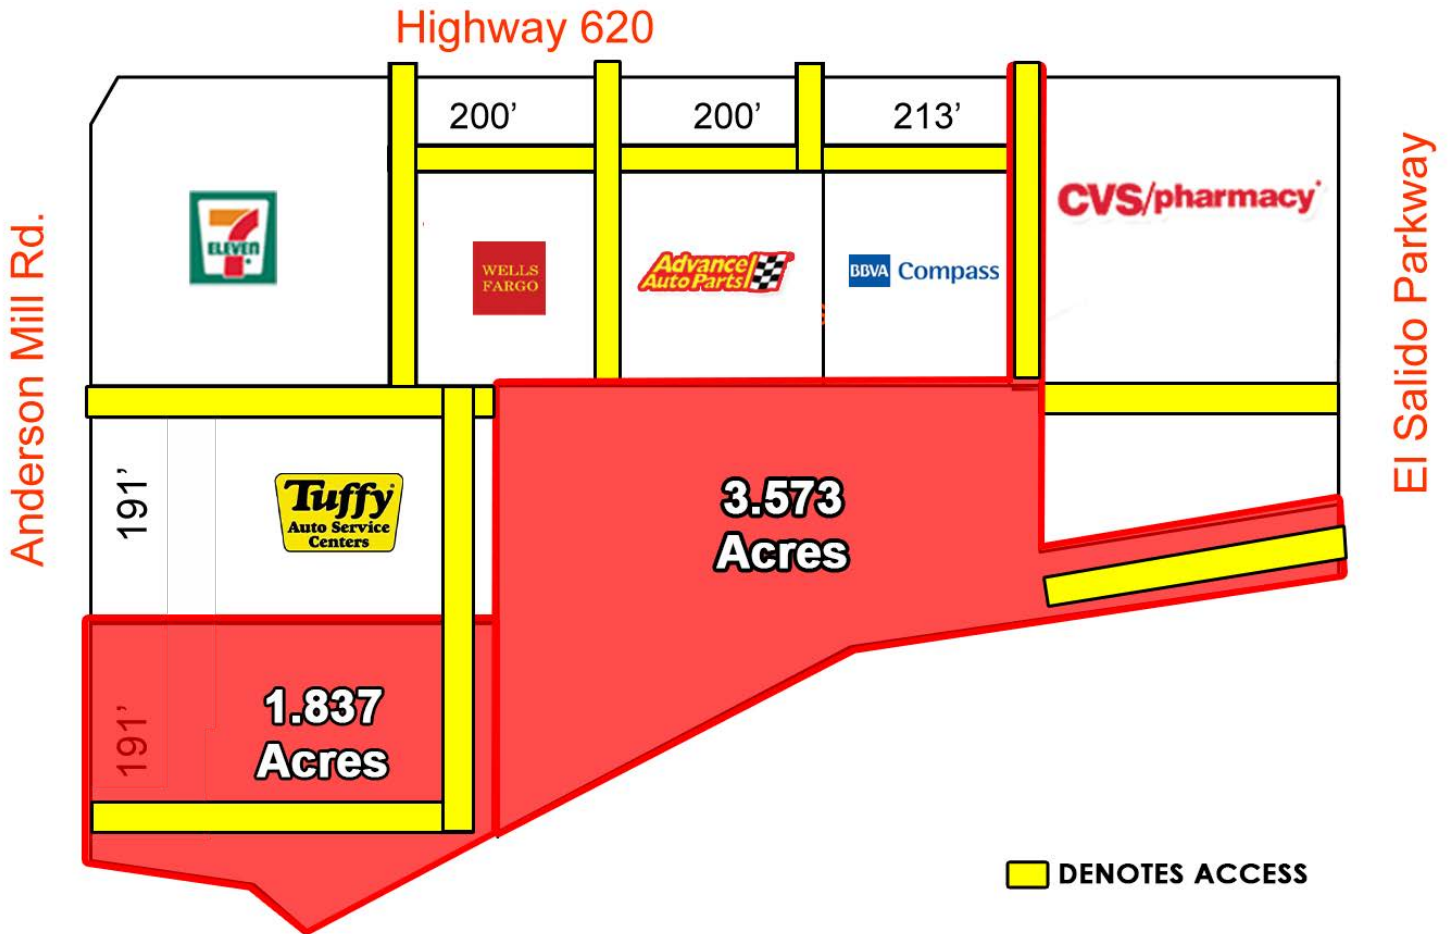 Highway 620
200’
200’
213’
7
ELEVEN
WELLS
FARGO
Advance
Auto Parts
BBVA Compass
CVS/pharmacy
Anderson Mill Rd.
El Salido Parkway
191’
Tuffy
Auto Service
Centers
3.573
Acres
191’
1.837
Acres
DENOTES ACCESS